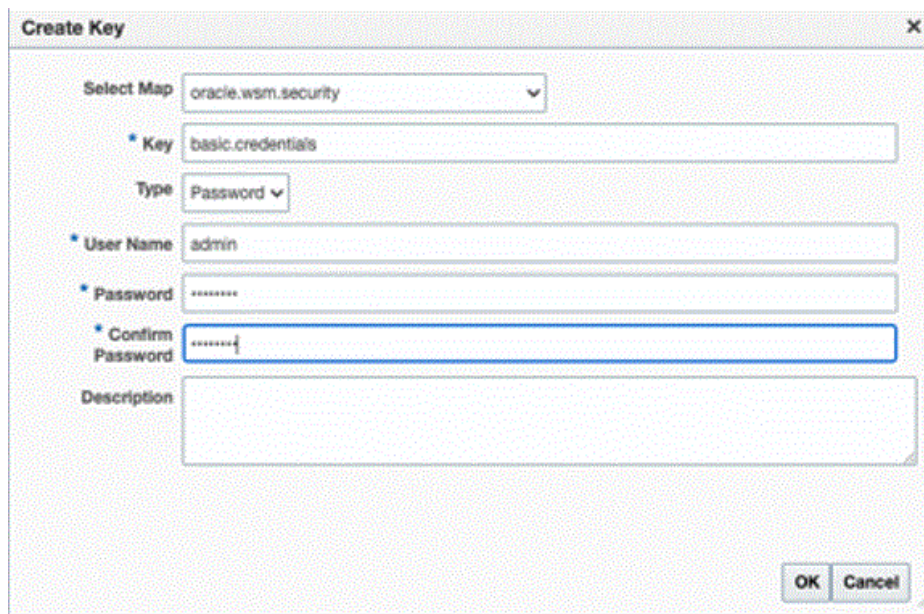 Create Key
Select Map oracle.wsm.security
* Key basic.credentials
Type Password
* User Name admin
* Password ••••••••
* Confirm Password ••••••••
Description
OK Cancel